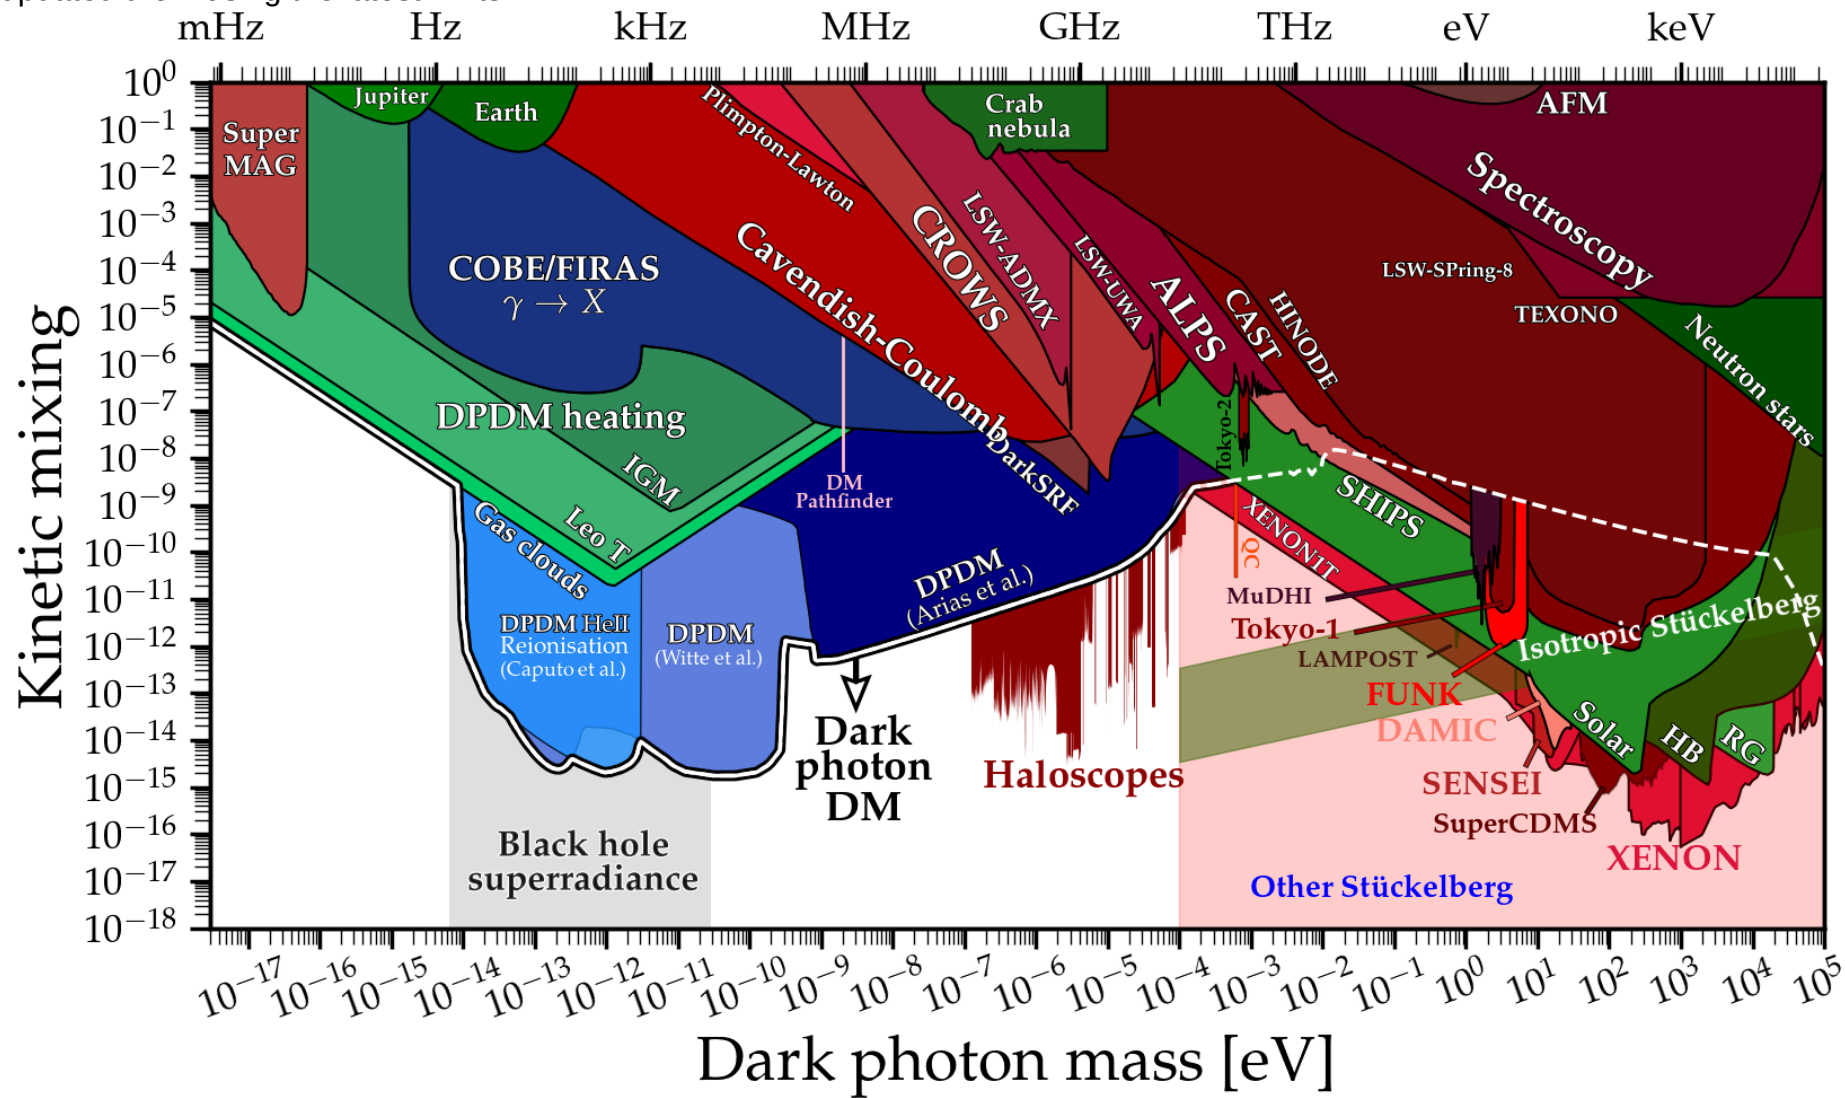 mHz Hz kHz MHz GHz THz eV keV
10^0
10^−1
10^−2
10^−3
10^−4
10^−5
10^−6
10^−7
10^−8
10^−9
10^−10
10^−11
10^−12
10^−13
10^−14
10^−15
10^−16
10^−17
10^−18
Kinetic mixing
Jupiter
Earth
Super
MAG
COBE/FIRAS
γ → X
Plimpton-Lawton
Cavendish-Coulomb
CROWS
LSW-ADMX
LSW-UWA
Crab
nebula
ALPS
CAST
HINODE
AFM
Spectroscopy
LSW-SPring-8
TEXONO
Neutron stars
DPDM heating
IGM
Leo T
Gas clouds
DM
Pathfinder
DarkSRF
Tokyo-2
SHIPS
XENON1T
QC
DPDM
(Arias et al.)
DPDM HeII
Reionisation
(Caputo et al.)
DPDM
(Witte et al.)
MuDHI
Tokyo-1
LAMPOST
FUNK
DAMIC
SENSEI
SuperCDMS
XENON
Isotropic Stückelberg
Solar
HB
RG
Dark
photon
DM
Haloscopes
Black hole
superradiance
Other Stückelberg
10^−17 10^−16 10^−15 10^−14 10^−13 10^−12 10^−11 10^−10 10^−9 10^−8 10^−7 10^−6 10^−5 10^−4 10^−3 10^−2 10^−1 10^0 10^1 10^2 10^3 10^4 10^5
Dark photon mass [eV]